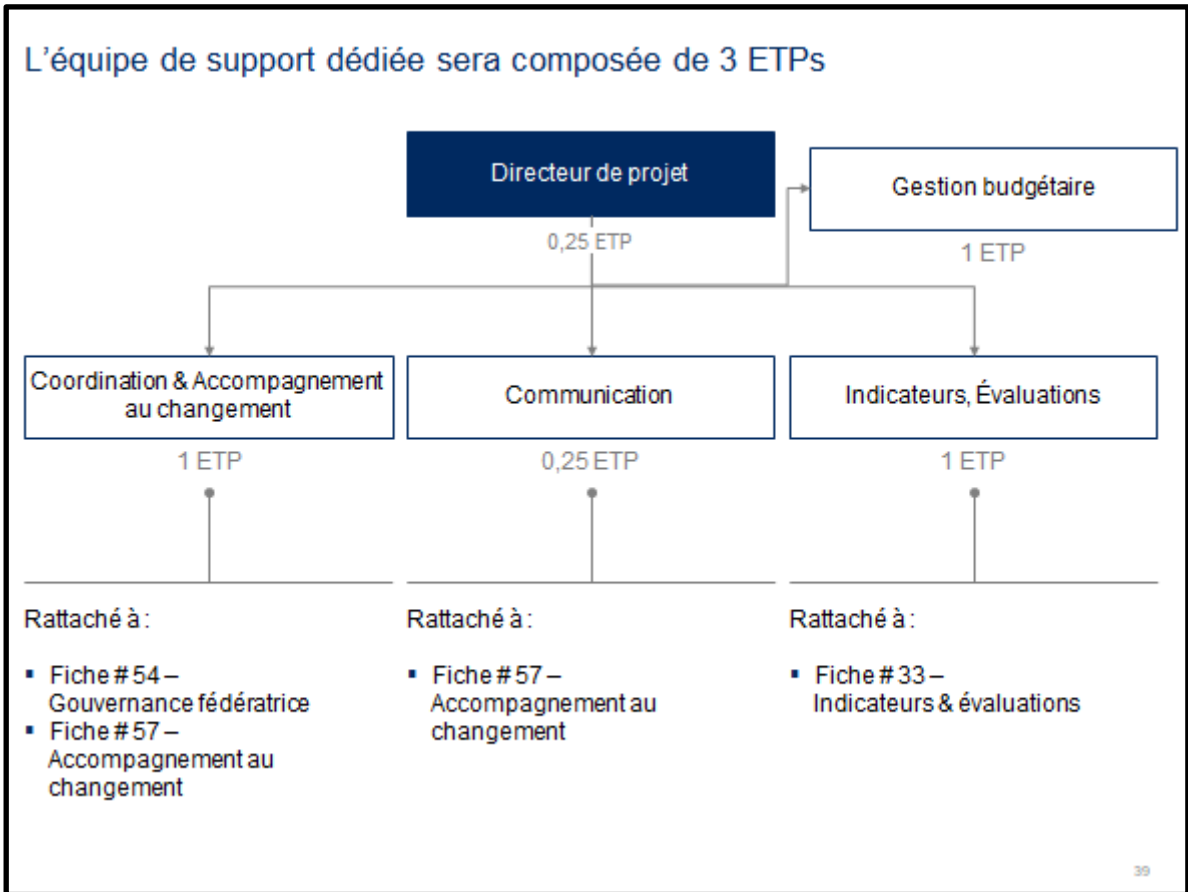 L'équipe de support dédiée sera composée de 3 ETPs
Directeur de projet
0,25 ETP
Gestion budgétaire
1 ETP
Coordination & Accompagnement
au changement
1 ETP
Communication
0,25 ETP
Indicateurs, Évaluations
1 ETP
Rattaché à :
▪ Fiche # 54 –
Gouvernance fédératrice
▪ Fiche # 57 –
Accompagnement au
changement
Rattaché à :
▪ Fiche # 57 –
Accompagnement au
changement
Rattaché à :
▪ Fiche # 33 –
Indicateurs & évaluations
39